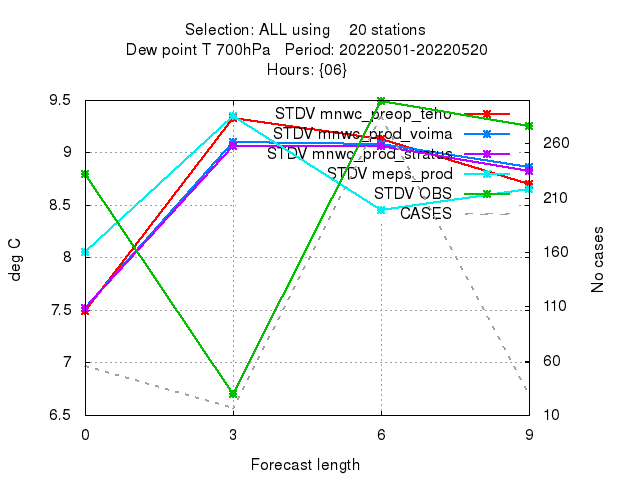 Selection: ALL using    20 stations
Dew point T 700hPa   Period: 20220501-20220520
Hours: {06}
STDV mnwc_preop_teho
STDV mnwc_prod_voima
STDV mnwc_prod_stratus
STDV meps_prod
STDV OBS
CASES
9.5
9
8.5
8
7.5
7
6.5
deg C
260
210
160
110
60
10
No cases
0 3 6 9
Forecast length